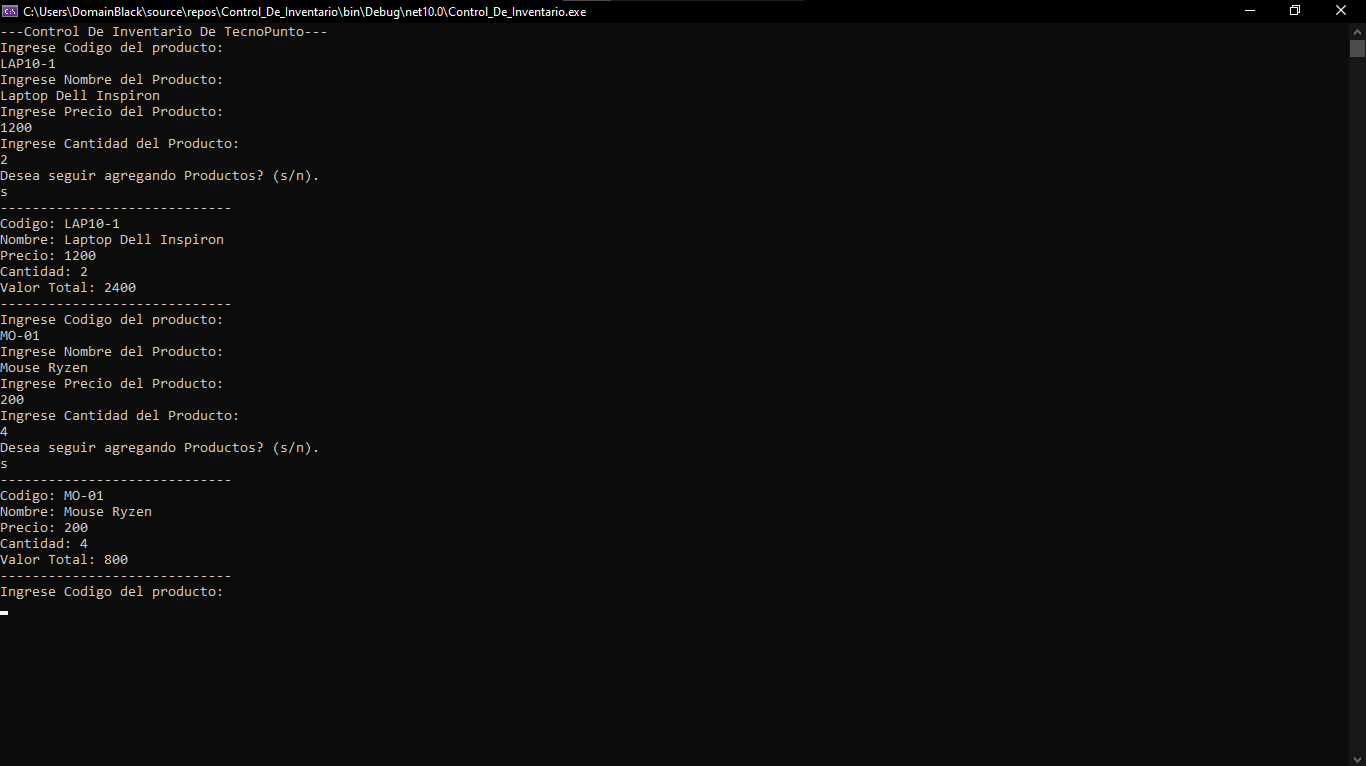 C:\Users\DomainBlack\source\repos\Control_De_Inventario\bin\Debug\net10.0\Control_De_Inventario.exe
---Control De Inventario De TecnoPunto---
Ingrese Codigo del producto:
LAP10-1
Ingrese Nombre del Producto:
Laptop Dell Inspiron
Ingrese Precio del Producto:
1200
Ingrese Cantidad del Producto:
2
Desea seguir agregando Productos? (s/n).
s
-----------------------------
Codigo: LAP10-1
Nombre: Laptop Dell Inspiron
Precio: 1200
Cantidad: 2
Valor Total: 2400
-----------------------------
Ingrese Codigo del producto:
MO-01
Ingrese Nombre del Producto:
Mouse Ryzen
Ingrese Precio del Producto:
200
Ingrese Cantidad del Producto:
4
Desea seguir agregando Productos? (s/n).
s
-----------------------------
Codigo: MO-01
Nombre: Mouse Ryzen
Precio: 200
Cantidad: 4
Valor Total: 800
-----------------------------
Ingrese Codigo del producto: